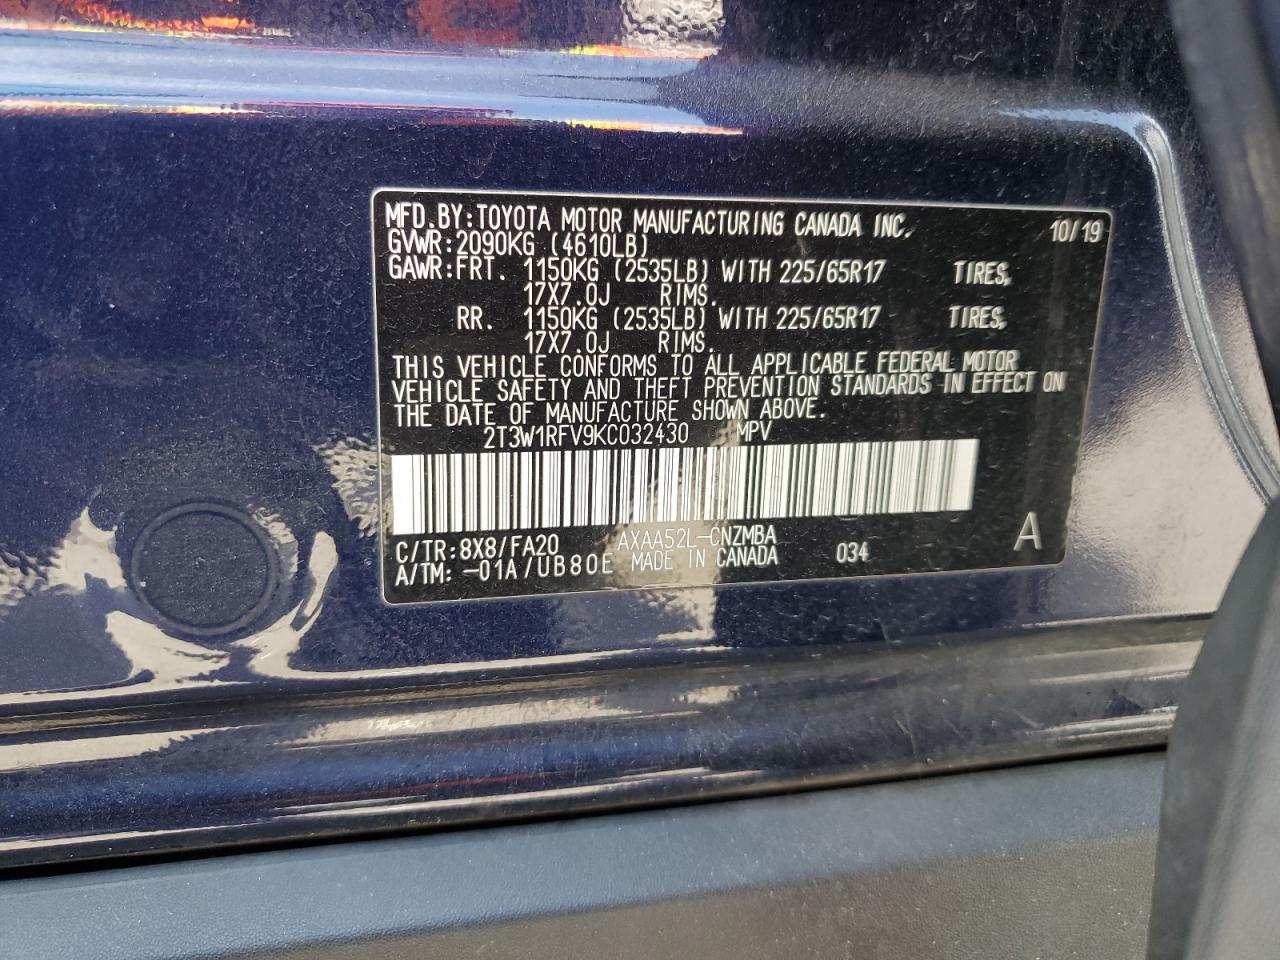 MFD.BY:TOYOTA MOTOR MANUFACTURING CANADA INC. 10/19
GVWR:2090KG (4610LB)
GAWR:FRT. 1150KG (2535LB) WITH 225/65R17 TIRES,
17X7.0J RIMS.
RR. 1150KG (2535LB) WITH 225/65R17 TIRES,
17X7.0J RIMS.
THIS VEHICLE CONFORMS TO ALL APPLICABLE FEDERAL MOTOR
VEHICLE SAFETY AND THEFT PREVENTION STANDARDS IN EFFECT ON
THE DATE OF MANUFACTURE SHOWN ABOVE.
2T3W1RFV9KC032430 MPV
C/TR:8X8/FA20 AXAA52L-CNZMBA
A/TM:-01A/UB80E MADE IN CANADA 034 A